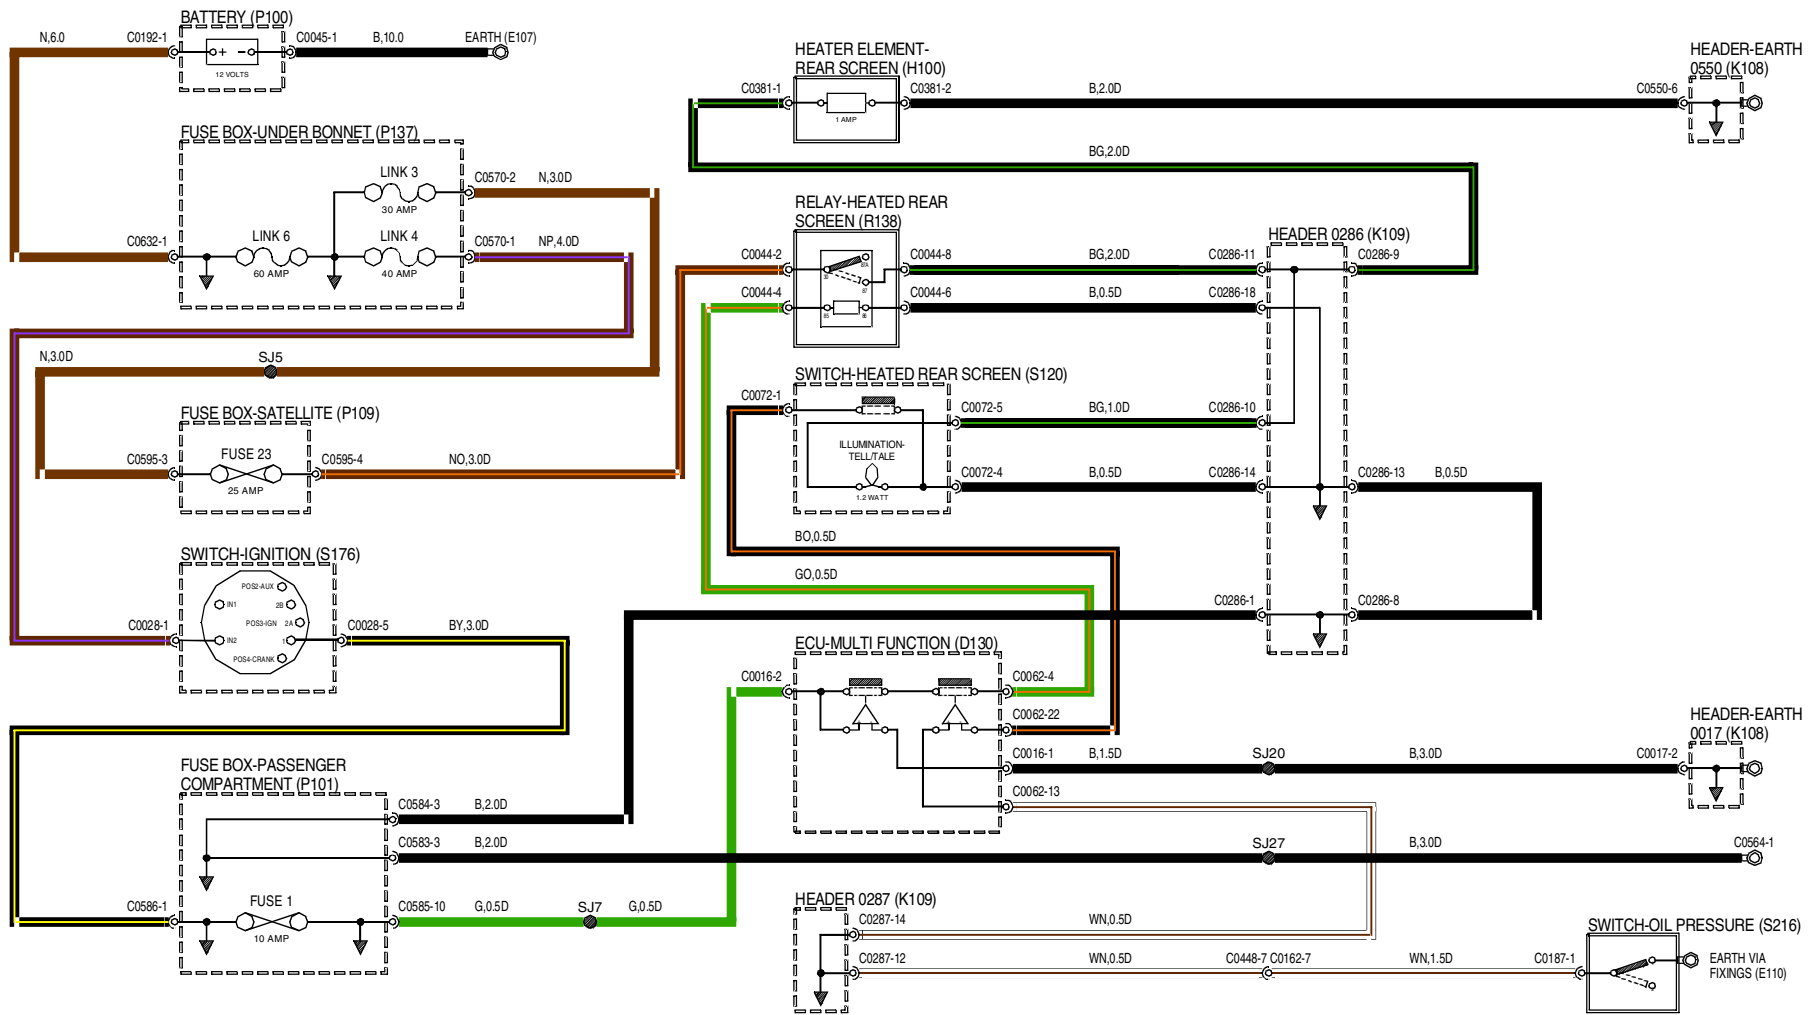 BATTERY (P100)
N,6.0
C0192-1
+ -
12 VOLTS
C0045-1
B,10.0
EARTH (E107)
FUSE BOX-UNDER BONNET (P137)
LINK 3
30 AMP
C0570-2
N,3.0D
C0632-1
LINK 6
60 AMP
LINK 4
40 AMP
C0570-1
NP,4.0D
N,3.0D
SJ5
FUSE BOX-SATELLITE (P109)
C0595-3
FUSE 23
25 AMP
C0595-4
NO,3.0D
SWITCH-IGNITION (S176)
POS2-AUX
IN1
2B
POS3-IGN
2A
C0028-1
IN2
1
POS4-CRANK
C0028-5
BY,3.0D
FUSE BOX-PASSENGER
COMPARTMENT (P101)
C0584-3
B,2.0D
C0583-3
B,2.0D
C0586-1
FUSE 1
10 AMP
C0585-10
G,0.5D
SJ7
G,0.5D
HEATER ELEMENT-
REAR SCREEN (H100)
C0381-1
1 AMP
C0381-2
B,2.0D
C0550-6
HEADER-EARTH
0550 (K108)
BG,2.0D
RELAY-HEATED REAR
SCREEN (R138)
C0044-2
30
87A
87
C0044-8
BG,2.0D
C0286-11
HEADER 0286 (K109)
C0286-9
C0044-4
85
86
C0044-6
B,0.5D
C0286-18
SWITCH-HEATED REAR SCREEN (S120)
C0072-1
C0072-5
BG,1.0D
C0286-10
ILLUMINATION-
TELL/TALE
1.2 WATT
C0072-4
B,0.5D
C0286-14
C0286-13
B,0.5D
BO,0.5D
GO,0.5D
C0286-1
C0286-8
ECU-MULTI FUNCTION (D130)
C0016-2
C0062-4
C0062-22
C0016-1
B,1.5D
SJ20
B,3.0D
C0017-2
HEADER-EARTH
0017 (K108)
C0062-13
SJ27
B,3.0D
C0564-1
HEADER 0287 (K109)
C0287-14
WN,0.5D
C0287-12
WN,0.5D
C0448-7 C0162-7
WN,1.5D
C0187-1
SWITCH-OIL PRESSURE (S216)
EARTH VIA
FIXINGS (E110)